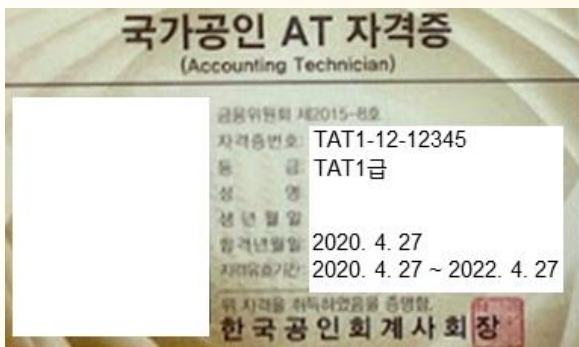 국가공인 AT 자격증
(Accounting Technician)
금융위원회 제2015-8호
자격증번호: TAT1-12-12345
등 급 TAT1급
성 명
생년월일
합격년월일: 2020. 4. 27
자격유효기간: 2020. 4. 27 ~ 2022. 4. 27
위 자격을 취득하였음을 증명함.
한국공인회계사회장